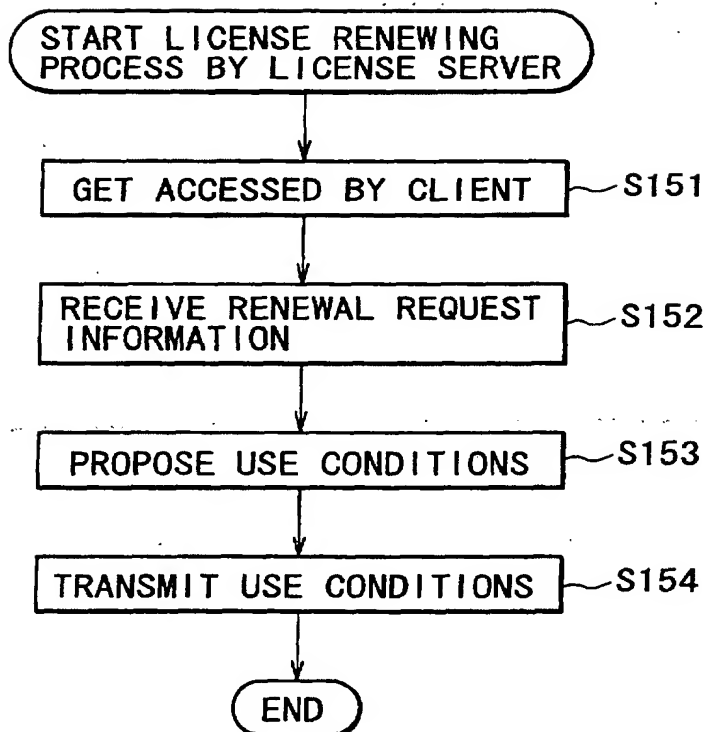 START LICENSE RENEWING
PROCESS BY LICENSE SERVER
GET ACCESSED BY CLIENT
S151
RECEIVE RENEWAL REQUEST
INFORMATION
S152
PROPOSE USE CONDITIONS
S153
TRANSMIT USE CONDITIONS
S154
END